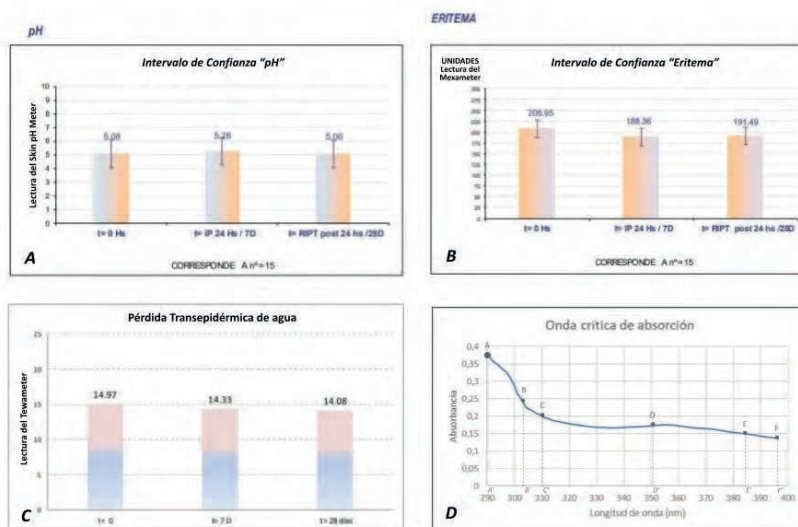 pH
Intervalo de Confianza “pH”
Lectura del Skin pH Meter
10
9
8
7
6
5
4
3
2
1
0
5,08
5,28
5,06
t= 0 Hs
t= IP 24 Hs / 7D
t= RIPT post 24 hs /28D
A
CORRESPONDE A nº = 15
ERITEMA
UNIDADES
Lectura del
Mexameter
Intervalo de Confianza “Eritema”
206.95
188.36
191.49
t= 0 Hs
t= IP 24 Hs / 7D
t= RIPT post 24 hs /28D
B
CORRESPONDE A nº = 15
Pérdida Transepidérmica de agua
Lectura del Tewameter
25
20
15
10
5
0
14.97
14.33
14.08
t= 0
t= 7 D
t= 28 días
C
Onda crítica de absorción
Absorbancia
0,4
0,35
0,3
0,25
0,2
0,15
0,1
0,05
0
A
B
C
D
E
F
A'
B'
C'
D'
E'
F'
290
300
310
320
330
340
350
360
370
380
390
400
Longitud de onda (nm)
D